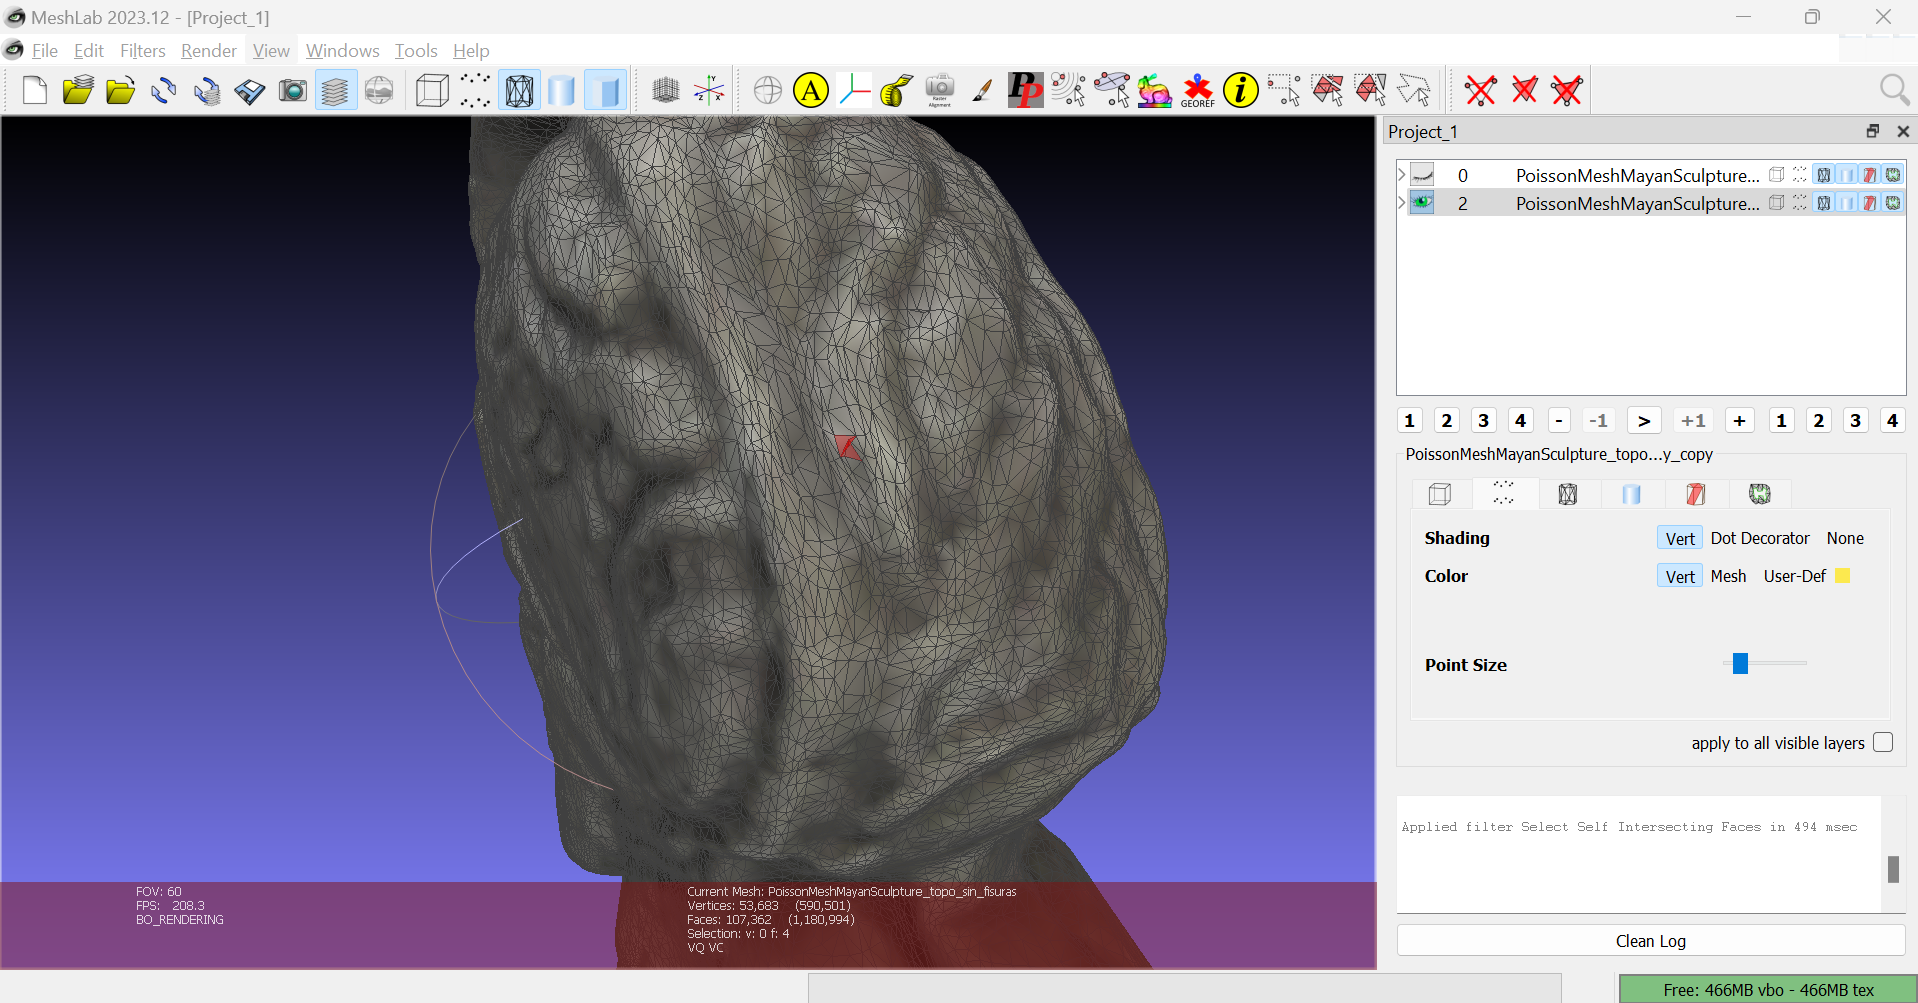 MeshLab 2023.12 - [Project_1]
File Edit Filters Render View Windows Tools Help
A
Raster Alignment
PP
GEOREF
i
Project_1
0 PoissonMeshMayanSculpture...
2 PoissonMeshMayanSculpture...
1 2 3 4 - -1 > +1 + 1 2 3 4
PoissonMeshMayanSculpture_topo...y_copy
Shading Vert Dot Decorator None
Color Vert Mesh User-Def
Point Size
apply to all visible layers
Applied filter Select Self Intersecting Faces in 494 msec
Clean Log
FOV: 60
FPS: 208.3
BO_RENDERING
Current Mesh: PoissonMeshMayanSculpture_topo_sin_fisuras
Vertices: 53,683 (590,501)
Faces: 107,362 (1,180,994)
Selection: v: 0 f: 4
VQ VC
Free: 466MB vbo - 466MB tex